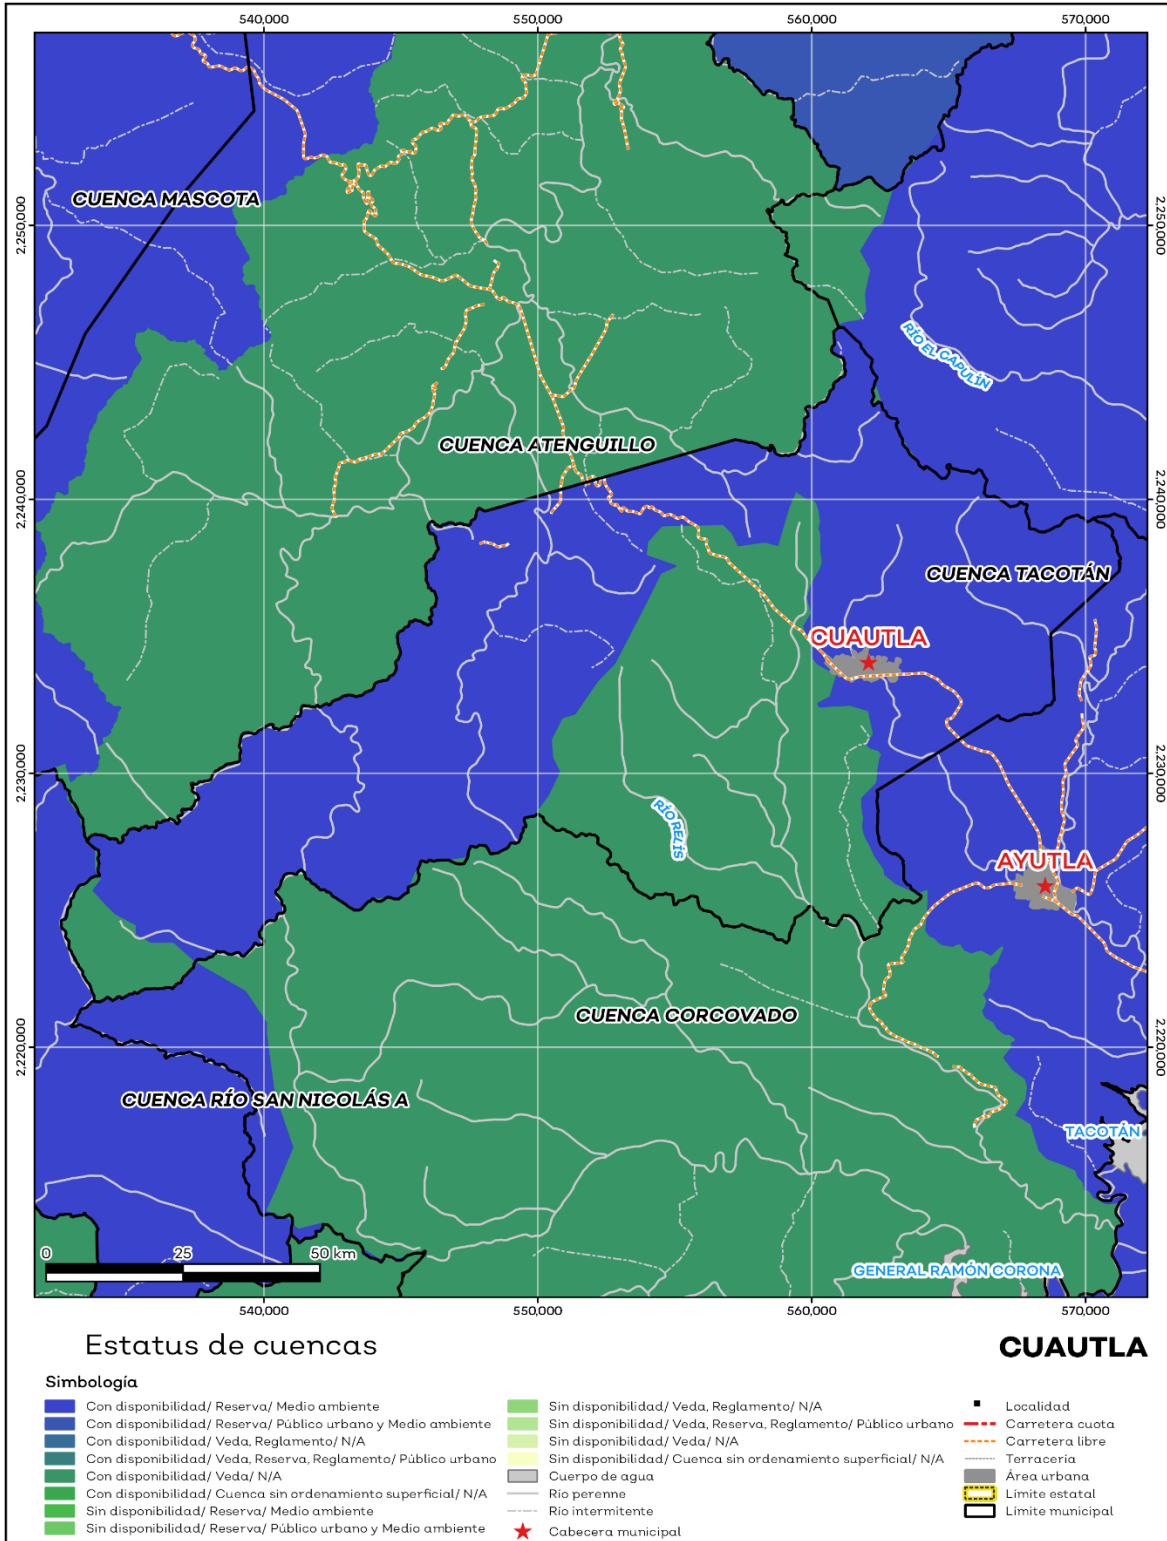 540,000
550,000
560,000
570,000
2,250,000
2,250,000
CUENCA MASCOTA
RÍO EL CAPULÍN
CUENCA ATENGUILLO
2,240,000
2,240,000
CUENCA TACOTÁN
CUAUTLA
2,230,000
2,230,000
RÍO RELÍS
AYUTLA
CUENCA CORCOVADO
2,220,000
2,220,000
CUENCA RÍO SAN NICOLÁS A
TACOTÁN
0 25 50 km
GENERAL RAMÓN CORONA
540,000
550,000
560,000
570,000
Estatus de cuencas
CUAUTLA
Simbología
Con disponibilidad/ Reserva/ Medio ambiente
Con disponibilidad/ Reserva/ Público urbano y Medio ambiente
Con disponibilidad/ Veda, Reglamento/ N/A
Con disponibilidad/ Veda, Reserva, Reglamento/ Público urbano
Con disponibilidad/ Veda/ N/A
Con disponibilidad/ Cuenca sin ordenamiento superficial/ N/A
Sin disponibilidad/ Reserva/ Medio ambiente
Sin disponibilidad/ Reserva/ Público urbano y Medio ambiente
Sin disponibilidad/ Veda, Reglamento/ N/A
Sin disponibilidad/ Veda, Reserva, Reglamento/ Público urbano
Sin disponibilidad/ Veda/ N/A
Sin disponibilidad/ Cuenca sin ordenamiento superficial/ N/A
Cuerpo de agua
Río perenne
Río intermitente
Cabecera municipal
Localidad
Carretera cuota
Carretera libre
Terracería
Área urbana
Límite estatal
Límite municipal